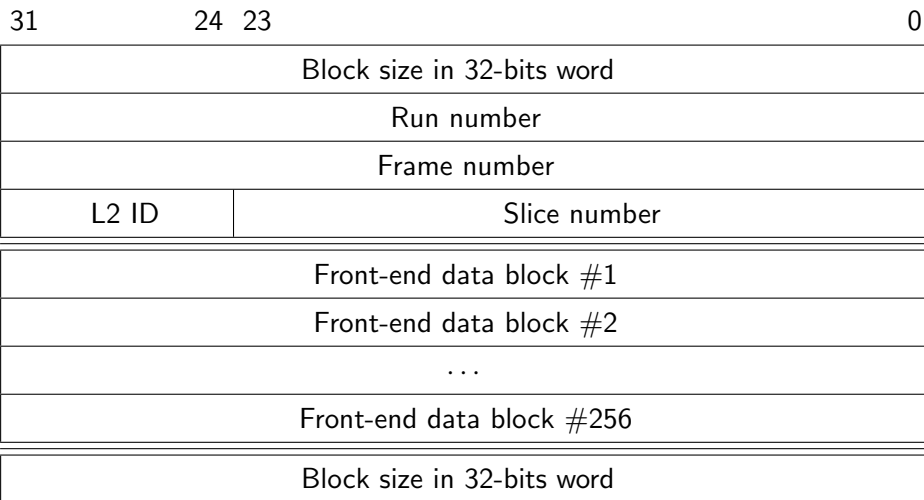 31 24 23 0
Block size in 32-bits word
Run number
Frame number
L2 ID Slice number
Front-end data block #1
Front-end data block #2
...
Front-end data block #256
Block size in 32-bits word